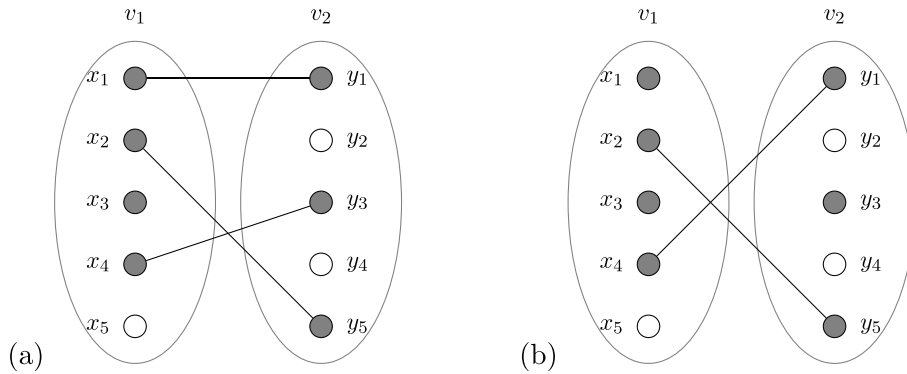 v₁ v₂ v₁ v₂
x₁ y₁ x₁ y₁
x₂ y₂ x₂ y₂
x₃ y₃ x₃ y₃
x₄ y₄ x₄ y₄
x₅ y₅ x₅ y₅
(a) (b)